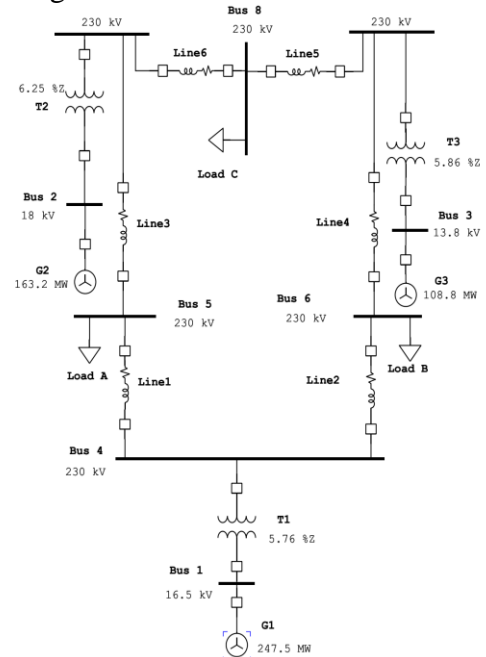 Bus 8
230 kV
230 kV
230 kV
Line6
Line5
6.25 %Z
T2
T3
5.86 %Z
Load C
Bus 2
18 kV
Line3
Line4
Bus 3
13.8 kV
G2
163.2 MW
G3
108.8 MW
Bus 5
230 kV
Bus 6
230 kV
Load A
Line1
Line2
Load B
Bus 4
230 kV
T1
5.76 %Z
Bus 1
16.5 kV
G1
247.5 MW